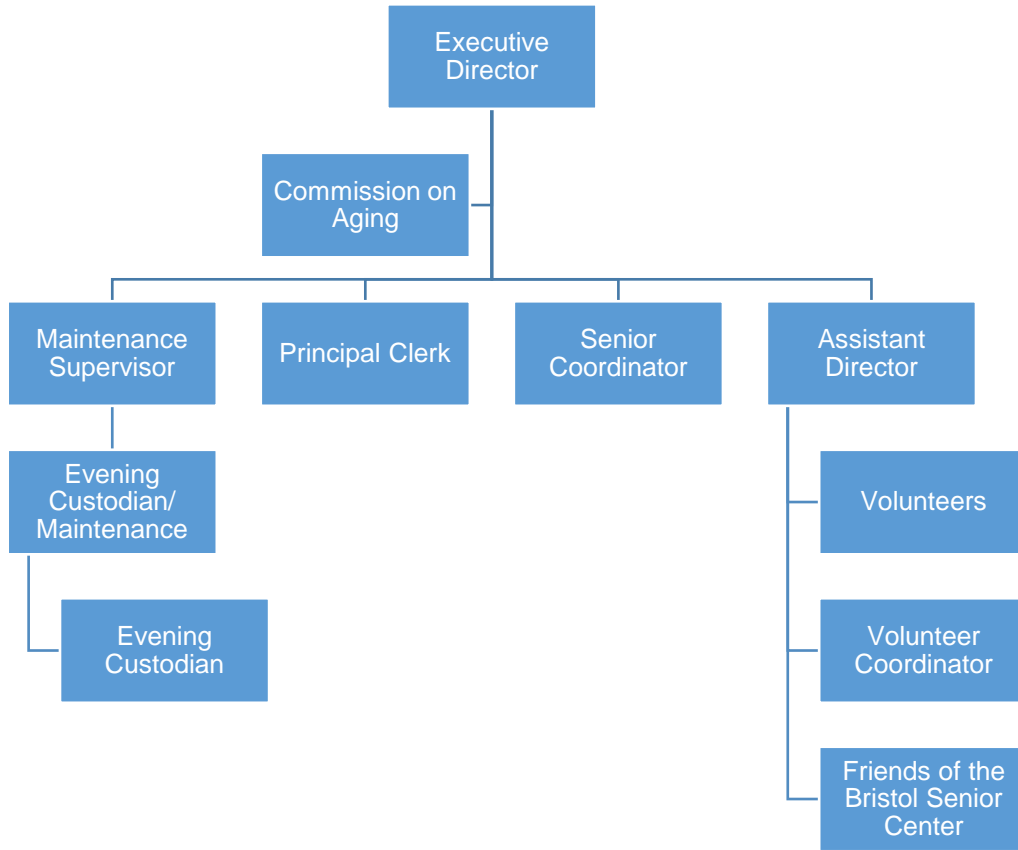 Executive
Director
Commission on
Aging
Maintenance
Supervisor
Principal Clerk
Senior
Coordinator
Assistant
Director
Evening
Custodian/
Maintenance
Volunteers
Evening
Custodian
Volunteer
Coordinator
Friends of the
Bristol Senior
Center